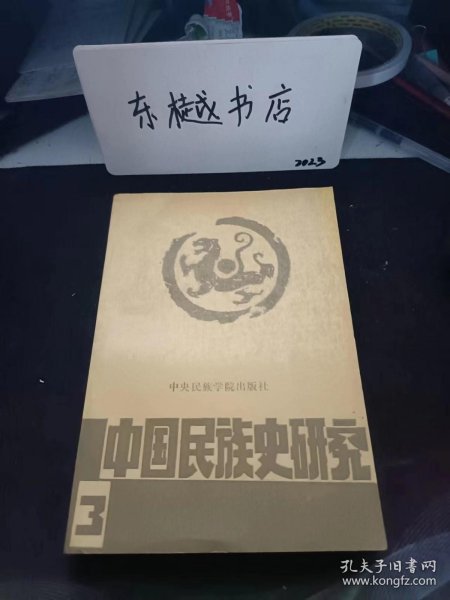 东樾书店
2023
中央民族学院出版社
中国民族史研究
3
孔夫子旧书网
www.kongfz.com